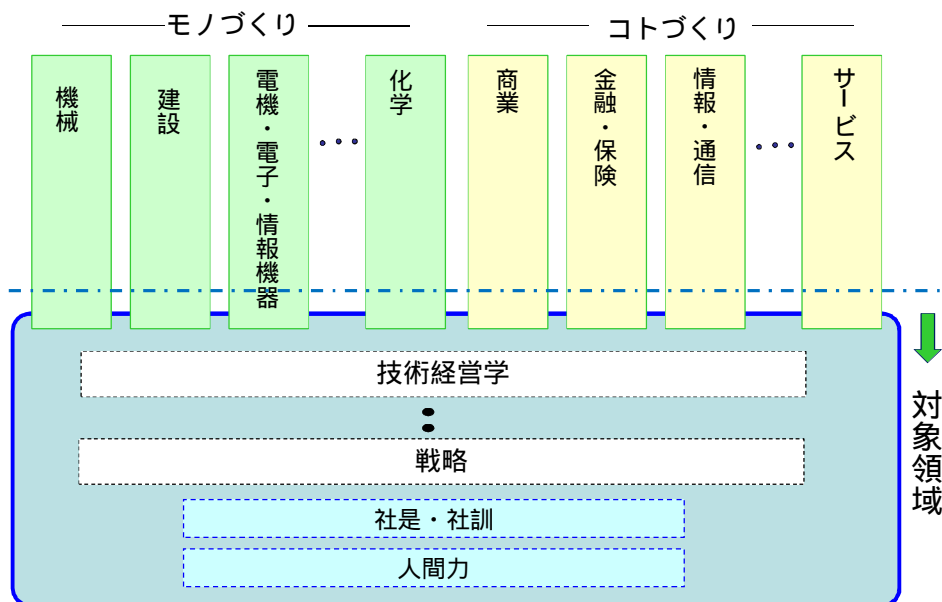 モノづくり
コトづくり
機械
建設
電機・電子・情報機器
化学
商業
金融・保険
情報・通信
サービス
技術経営学
戦略
社是・社訓
人間力
対象領域